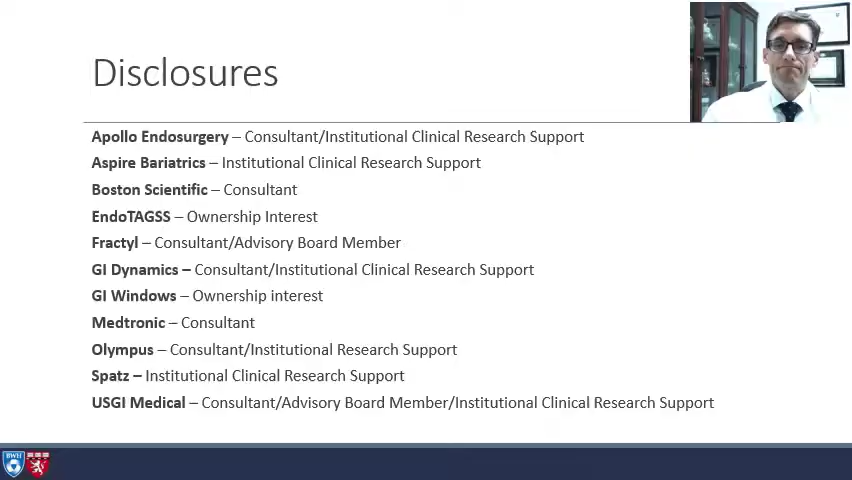 Disclosures
Apollo Endosurgery – Consultant/Institutional Clinical Research Support
Aspire Bariatrics – Institutional Clinical Research Support
Boston Scientific – Consultant
EndoTAGSS – Ownership Interest
Fractyl – Consultant/Advisory Board Member
GI Dynamics – Consultant/Institutional Clinical Research Support
GI Windows – Ownership interest
Medtronic – Consultant
Olympus – Consultant/Institutional Research Support
Spatz – Institutional Clinical Research Support
USGI Medical – Consultant/Advisory Board Member/Institutional Clinical Research Support
BWH